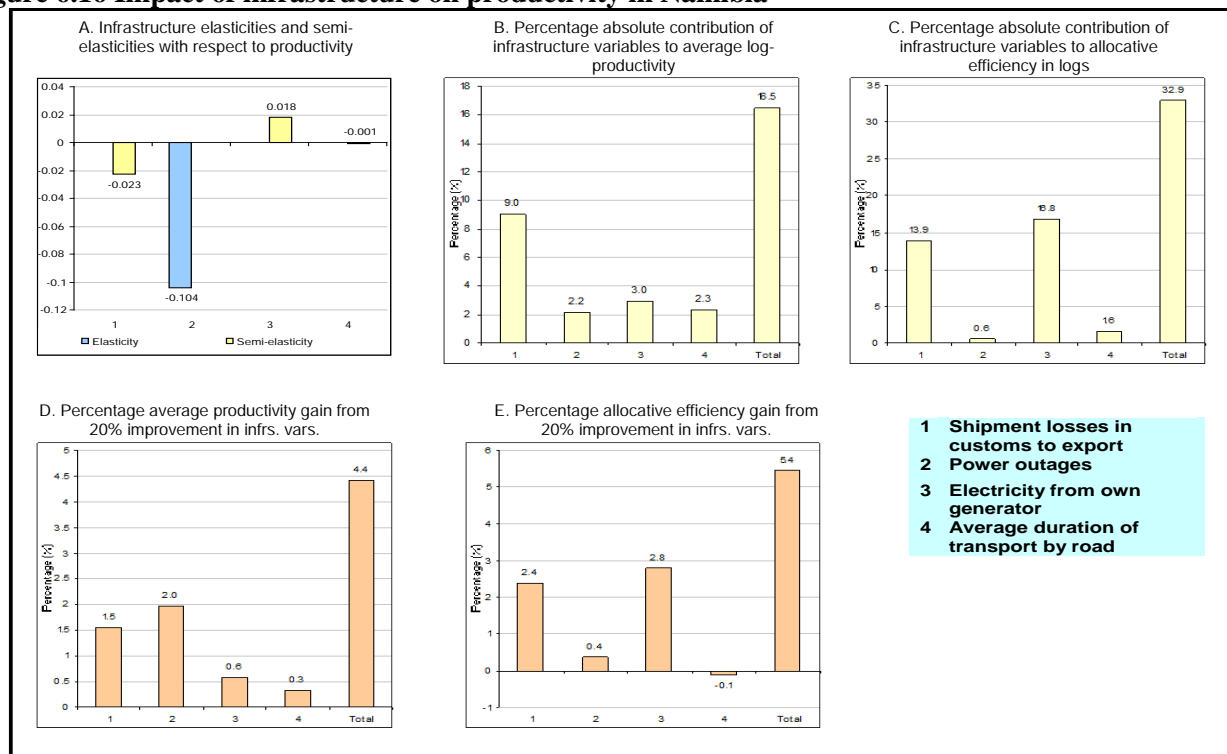 gure 6.10 Impact of infrastructure on productivity in Namibia
A. Infrastructure elasticities and semi-
elasticities with respect to productivity
0.04
0.02
0
-0.02
-0.04
-0.06
-0.08
-0.1
-0.12
-0.023
-0.104
0.018
-0.001
1 2 3 4
Elasticity Semi-elasticity
B. Percentage absolute contribution of
infrastructure variables to average log-
productivity
Percentage (%)
18
16
14
12
10
8
6
4
2
0
9.0
2.2
3.0
2.3
16.5
1 2 3 4 Total
C. Percentage absolute contribution of
infrastructure variables to allocative
efficiency in logs
Percentage (%)
35
30
25
20
15
10
5
0
13.9
0.6
16.8
1.6
32.9
1 2 3 4 Total
D. Percentage average productivity gain from
20% improvement in infrs. vars.
Percentage (%)
5
4.5
4
3.5
3
2.5
2
1.5
1
0.5
0
1.5
2.0
0.6
0.3
4.4
1 2 3 4 Total
E. Percentage allocative efficiency gain from
20% improvement in infrs. vars.
Percentage (%)
6
5
4
3
2
1
0
-1
2.4
0.4
2.8
-0.1
5.4
1 2 3 4 Total
1 Shipment losses in
customs to export
2 Power outages
3 Electricity from own
generator
4 Average duration of
transport by road